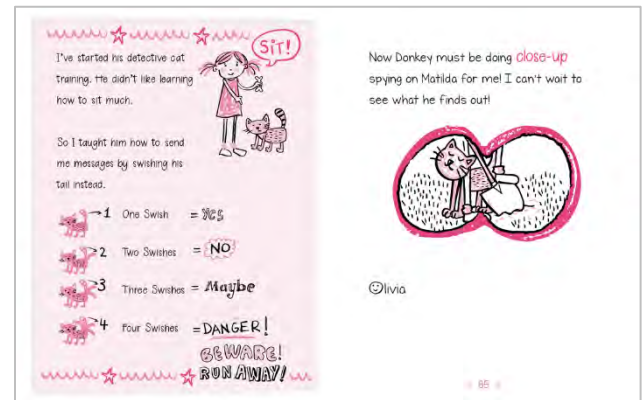 SiT!
I've started his detective cat
training. He didn't like learning
how to sit much.
So I taught him how to send
me messages by swishing his
tail instead.
1 One Swish = YES
2 Two Swishes = NO
3 Three Swishes = Maybe
4 Four Swishes = DANGER!
BEWARE!
RUN AWAY!
Now Donkey must be doing close-up
spying on Matilda for me! I can't wait to
see what he finds out!
Olivia
85